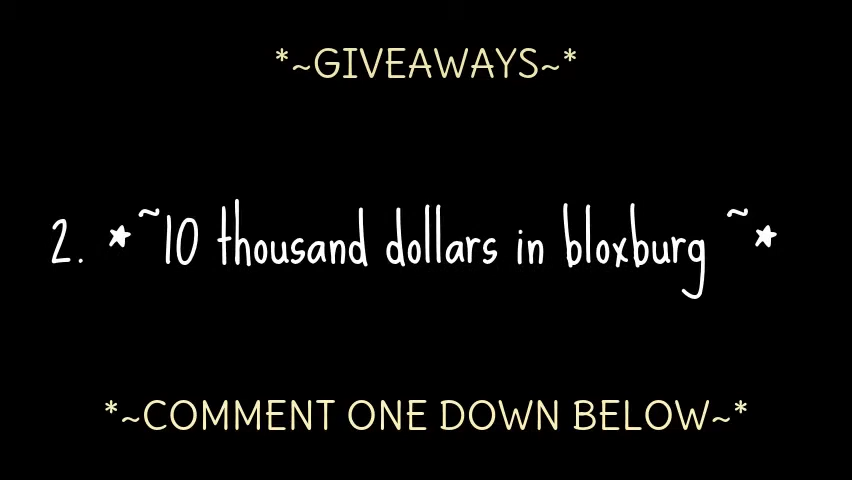 *~GIVEAWAYS~*
2. *~10 thousand dollars in bloxburg ~*
*~COMMENT ONE DOWN BELOW~*